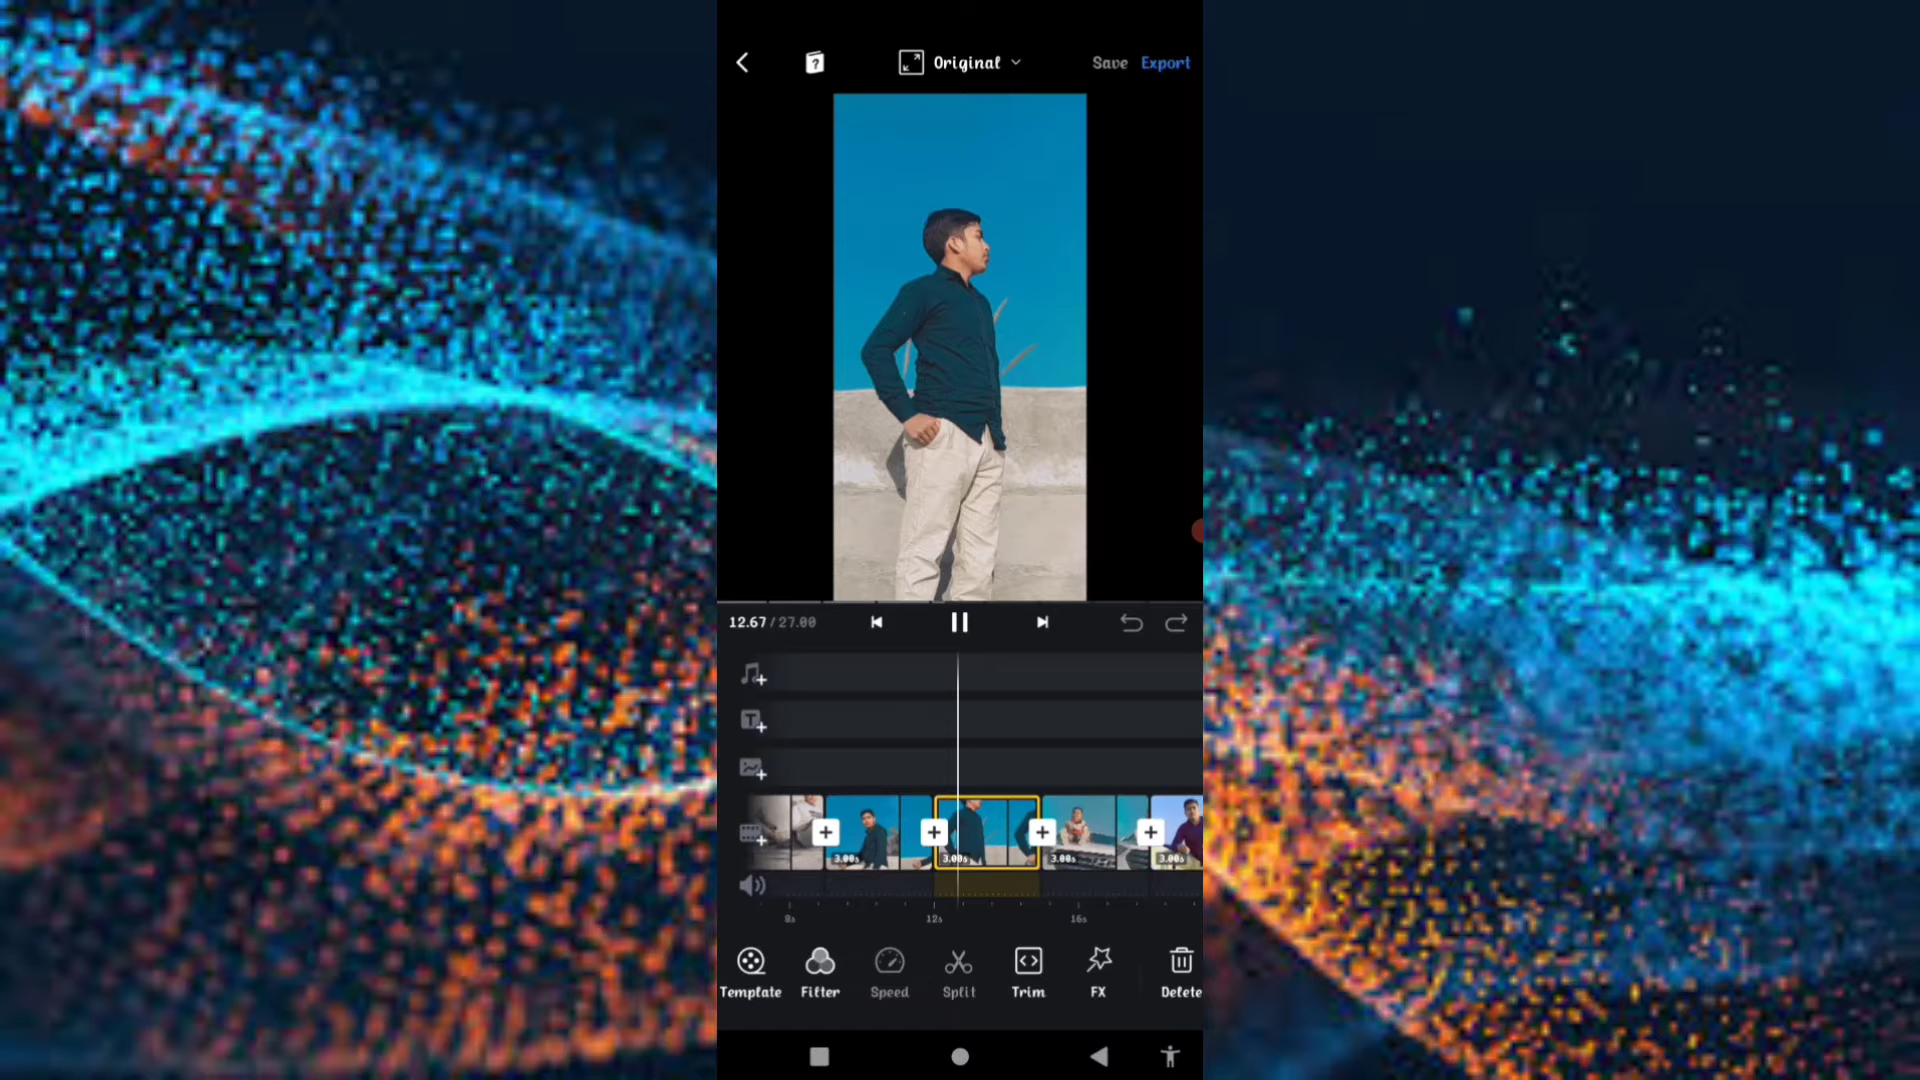 Original Save Export
12.67 / 27.00
T
3.00s 3.00s 3.00s 3.00s
8s 12s 16s
Template Filter Speed Split Trim FX Delete